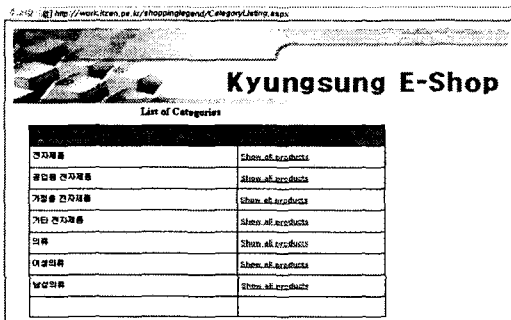 http://work.itzen.pe.kr/shoppinglegend/CategoryListing.aspx
Kyungsung E-Shop
List of Categories
전자제품 Show all products
공업용 전자제품 Show all products
가정용 전자제품 Show all products
기타 전자제품 Show all products
의류 Show all products
여성의류 Show all products
남성의류 Show all products